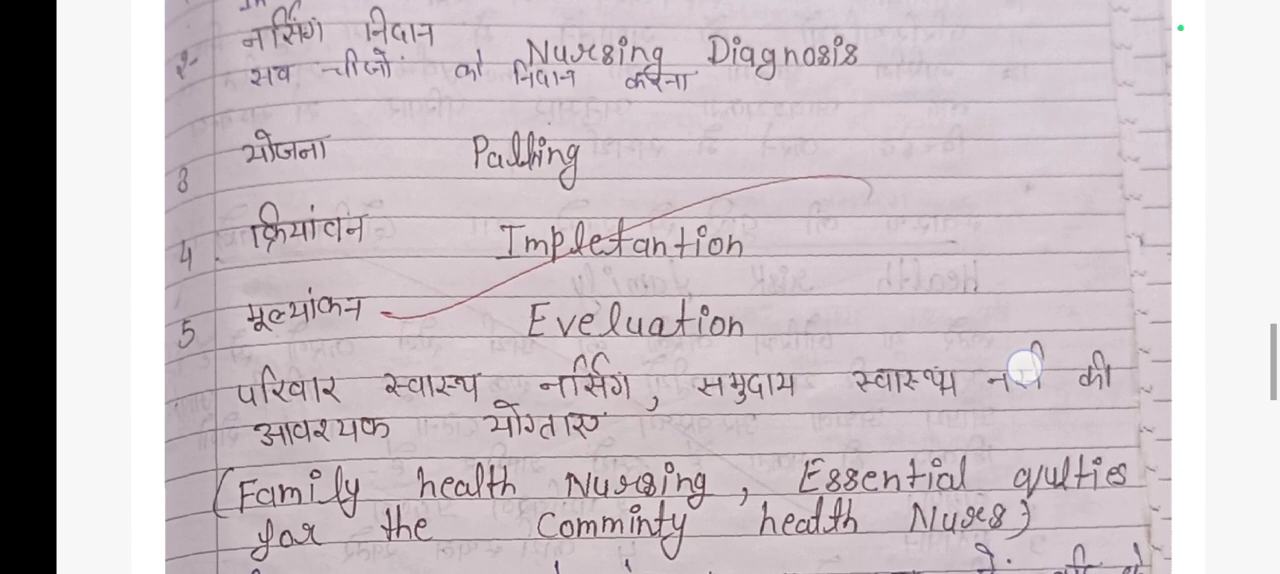 नर्सिंग निदान
2- सब चीजों को निदान करना Nursing Diagnosis
3 योजना Palling
4 क्रियांवन Impletantion
5 मूल्यांकन Eveluation
परिवार स्वास्थ नर्सिंग, समुदाय स्वास्थ्य की
आवश्यक योग्ताए
(Family health Nursing, Essential qulties
for the Comminty health Nures)